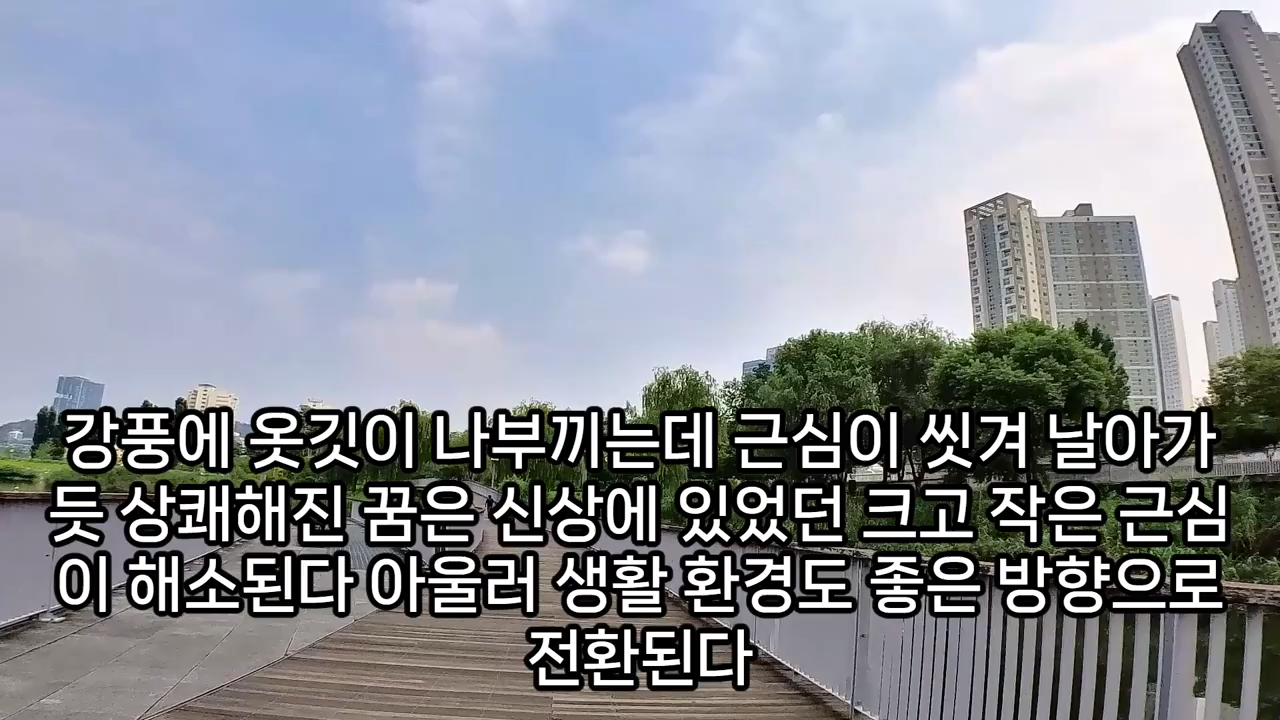 강풍에 옷깃이 나부끼는데 근심이 씻겨 날아가
듯 상쾌해진 꿈은 신상에 있었던 크고 작은 근심
이 해소된다 아울러 생활 환경도 좋은 방향으로
전환된다